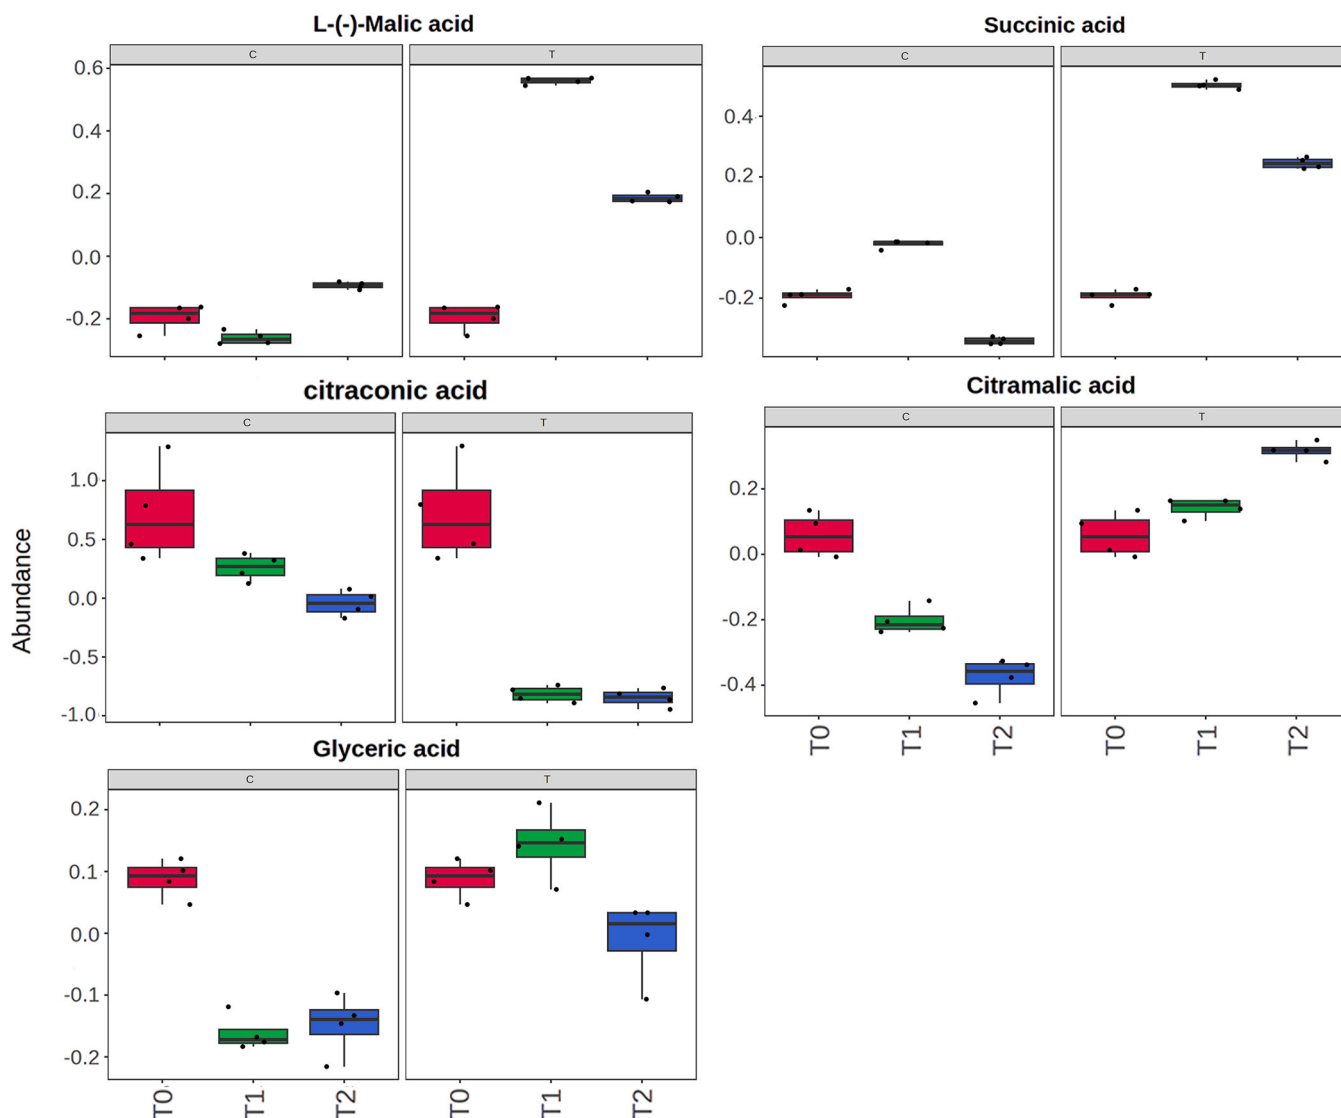 L-(-)-Malic acid
C T
0.6
0.4
0.2
0.0
-0.2
Succinic acid
C T
0.4
0.2
0.0
-0.2
citraconic acid
C T
1.0
0.5
0.0
-0.5
-1.0
Abundance
Citramalic acid
C T
0.2
0.0
-0.2
-0.4
T0 T1 T2 T0 T1 T2
Glyceric acid
C T
0.2
0.1
0.0
-0.1
-0.2
T0 T1 T2 T0 T1 T2